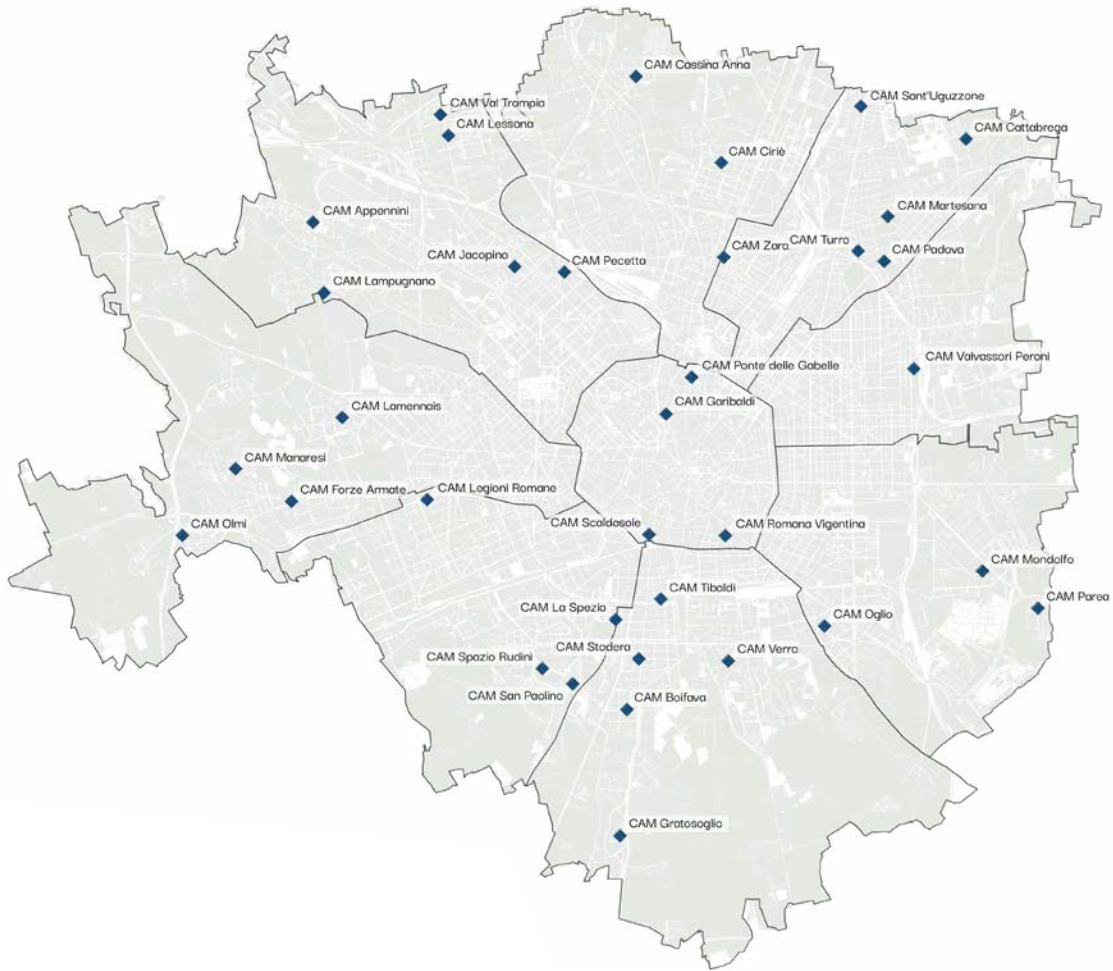 CAM Cassina Anna
CAM Sant'Uguzzone
CAM Val Trompia
CAM Lessona
CAM Cattabrega
CAM Ciriè
CAM Martesana
CAM Appennini
CAM Turro
CAM Zara
CAM Padova
CAM Jacopino
CAM Pecetta
CAM Lampugnano
CAM Valvassori Peroni
CAM Ponte delle Gabelle
CAM Garibaldi
CAM Lamennais
CAM Manaresi
CAM Legioni Romane
CAM Forze Armate
CAM Olmi
CAM Scaldasole
CAM Romana Vigentina
CAM Mondolfo
CAM Tibaldi
CAM Parea
CAM La Spezia
CAM Oglio
CAM Stadera
CAM Verro
CAM Spazio Rudinì
CAM San Paolino
CAM Boifava
CAM Gratosoglio